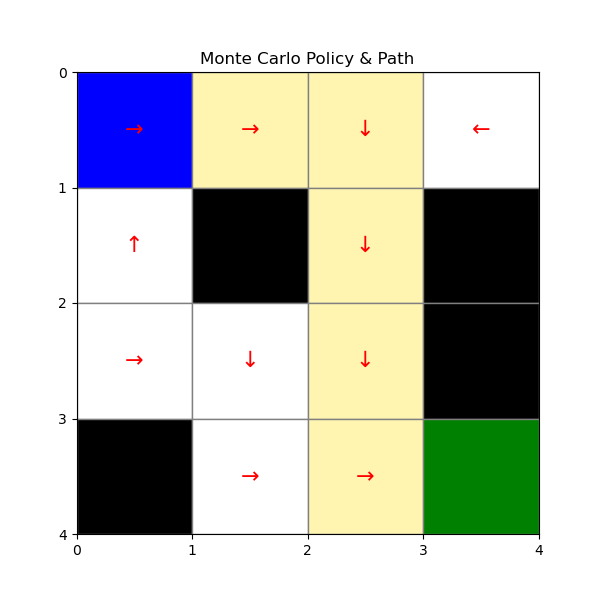 Monte Carlo Policy & Path
0
→ → ↓ ←
1
↑ ↓
2
→ ↓ ↓
3
→ →
4
0 1 2 3 4